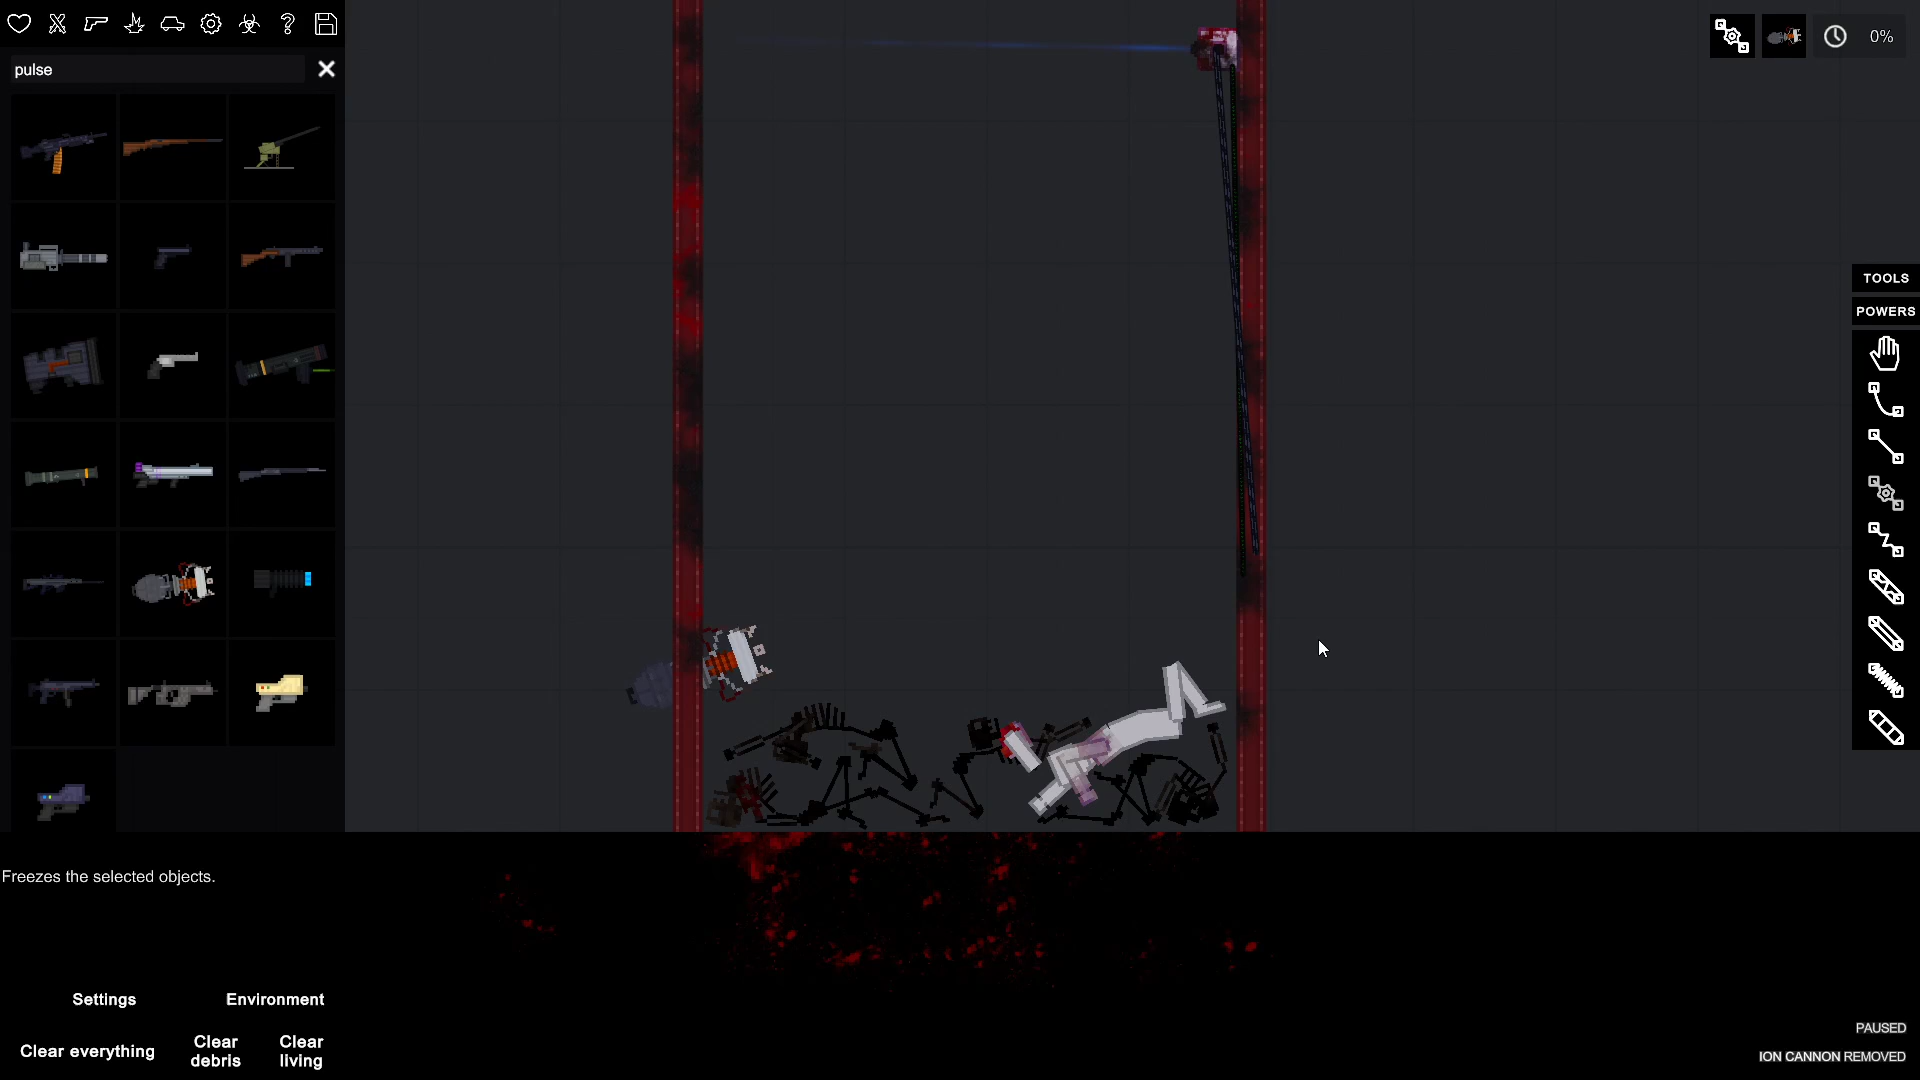 pulse
0%
TOOLS
POWERS
Freezes the selected objects.
Settings
Environment
Clear everything
Clear
debris
Clear
living
PAUSED
ION CANNON REMOVED